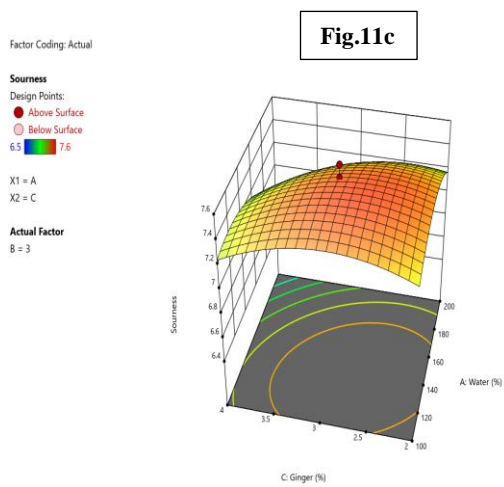 Fig.11c
Factor Coding: Actual
Sourness
Design Points:
Above Surface
Below Surface
6.5 7.6
X1 = A
X2 = C
Actual Factor
B = 3
7.6
7.4
7.2
7
6.8
6.6
6.4
Sourness
200
180
160
140
120
100
A: Water (%)
4
3.5
3
2.5
2
C: Ginger (%)